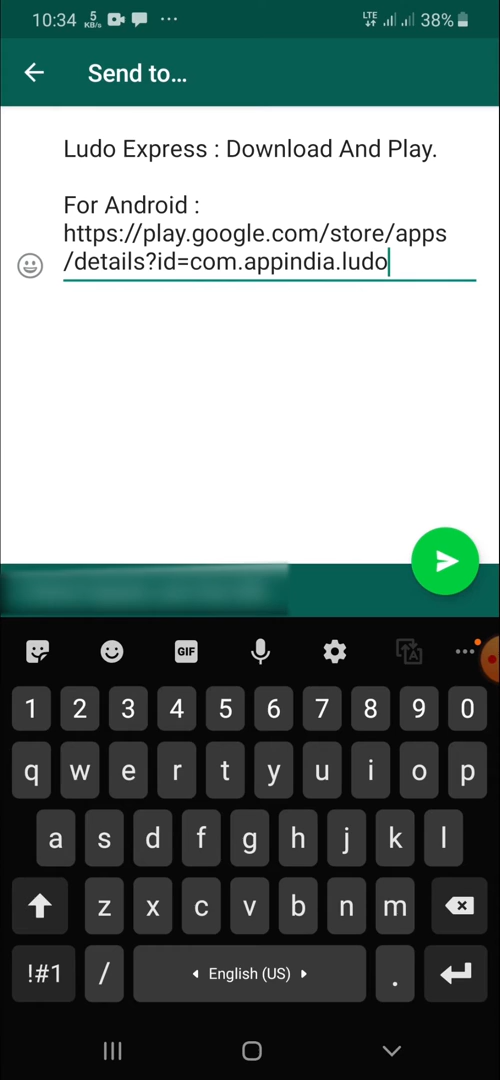 10:34 5 KB/s ... LTE 38%
Send to...
Ludo Express : Download And Play.
For Android :
https://play.google.com/store/apps
/details?id=com.appindia.ludo
GIF
1 2 3 4 5 6 7 8 9 0
q w e r t y u i o p
a s d f g h j k l
z x c v b n m
!#1 / English (US) .